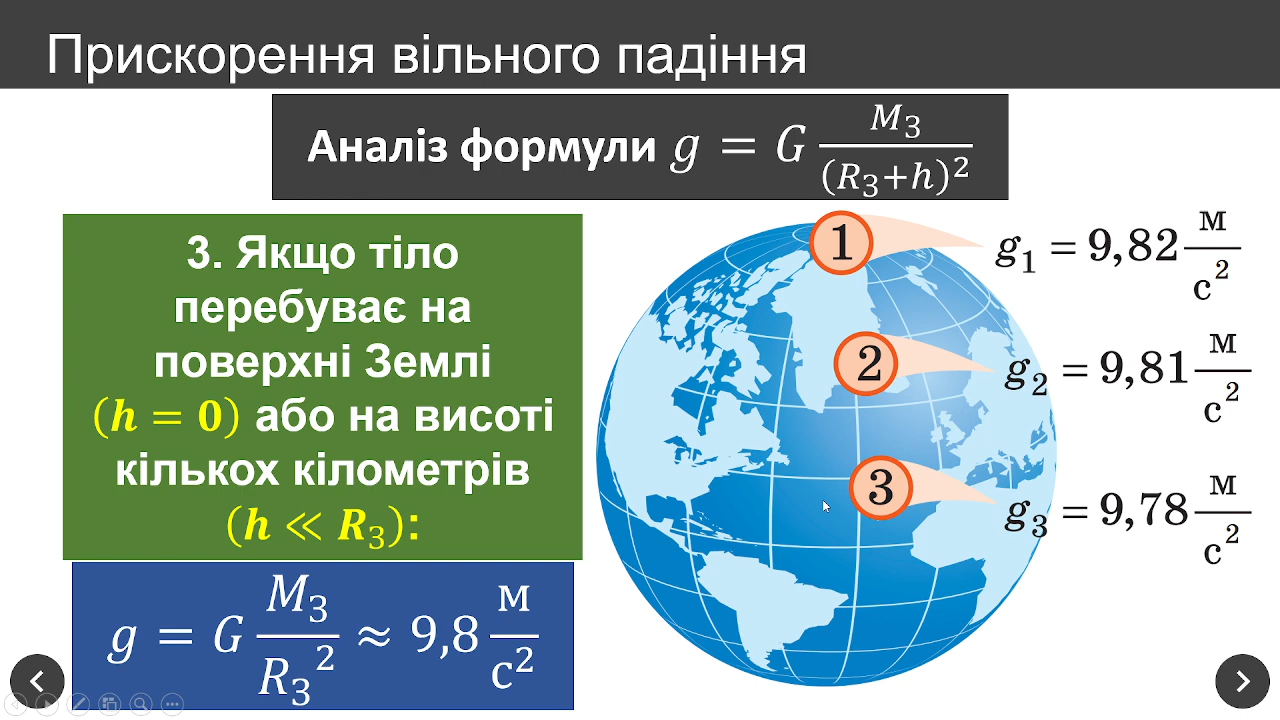 Прискорення вільного падіння
Аналіз формули g = G M₃/(R₃+h)²
3. Якщо тіло
перебуває на
поверхні Землі
(h = 0) або на висоті
кількох кілометрів
(h ≪ R₃):
g = G M₃/R₃² ≈ 9,8 м/с²
1
g₁ = 9,82 м/с²
2
g₂ = 9,81 м/с²
3
g₃ = 9,78 м/с²